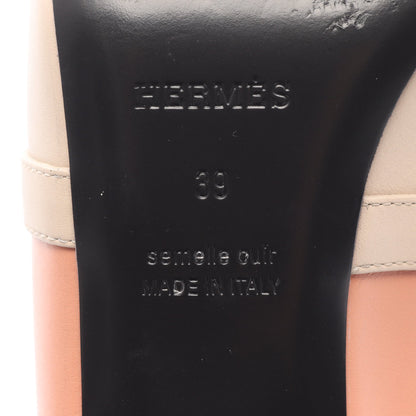 HERMÈS
39
semelle cuir
MADE IN ITALY